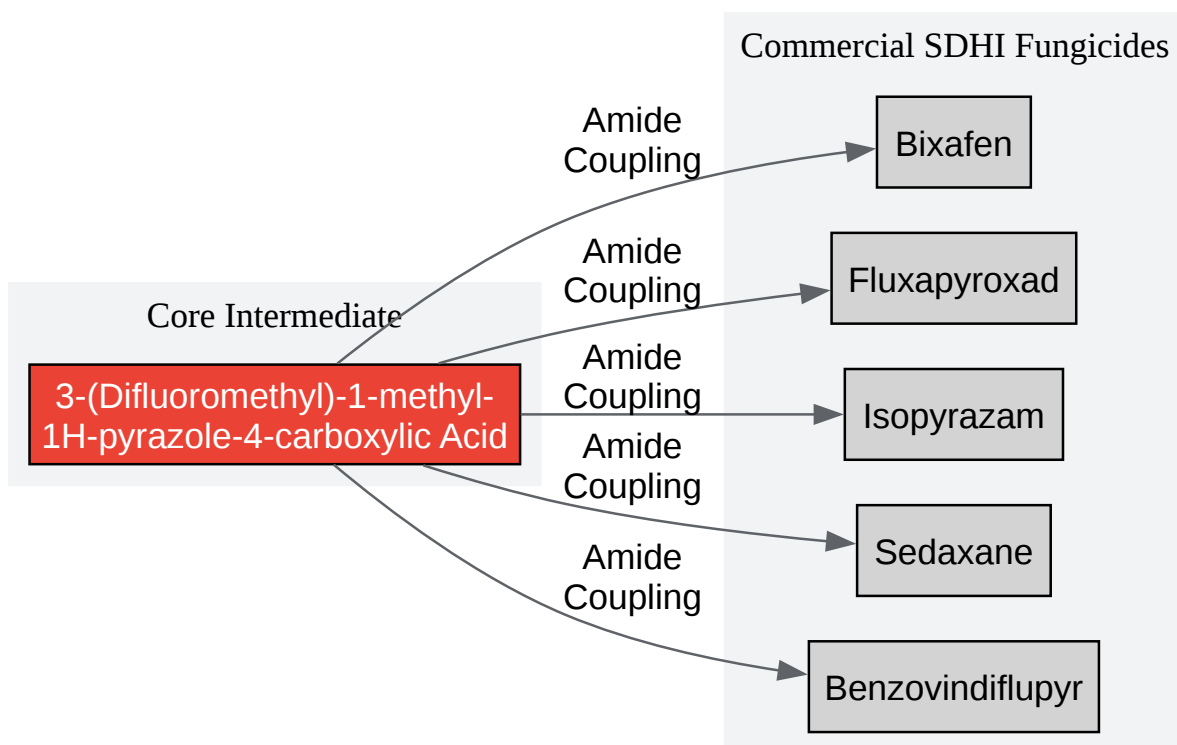 Commercial SDHI Fungicides
Amide
Coupling
Bixafen
Amide
Coupling
Fluxapyroxad
Core Intermediate
3-(Difluoromethyl)-1-methyl-
1H-pyrazole-4-carboxylic Acid
Amide
Coupling
Isopyrazam
Amide
Coupling
Sedaxane
Amide
Coupling
Benzovindiflupyr